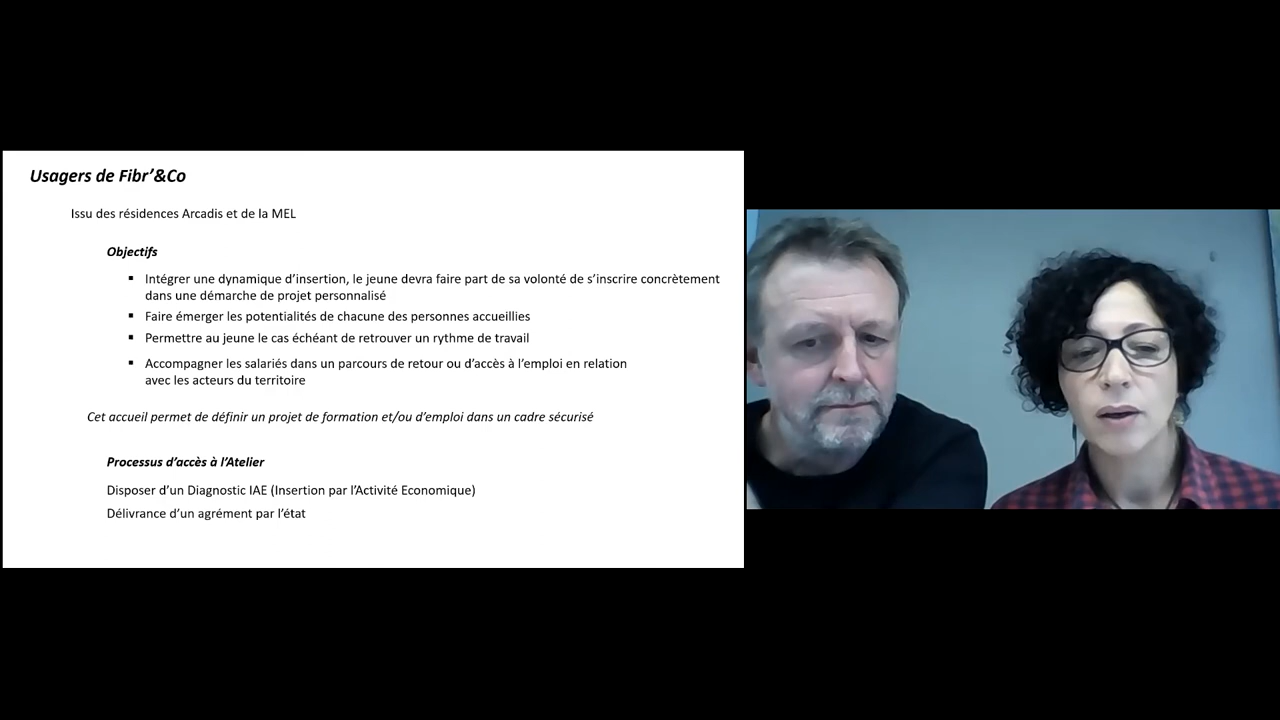 Usagers de Fibr’&Co
Issu des résidences Arcadis et de la MEL
Objectifs
▪ Intégrer une dynamique d’insertion, le jeune devra faire part de sa volonté de s’inscrire concrètement
dans une démarche de projet personnalisé
▪ Faire émerger les potentialités de chacune des personnes accueillies
▪ Permettre au jeune le cas échéant de retrouver un rythme de travail
▪ Accompagner les salariés dans un parcours de retour ou d’accès à l’emploi en relation
avec les acteurs du territoire
Cet accueil permet de définir un projet de formation et/ou d’emploi dans un cadre sécurisé
Processus d’accès à l’Atelier
Disposer d’un Diagnostic IAE (Insertion par l’Activité Economique)
Délivrance d’un agrément par l’état